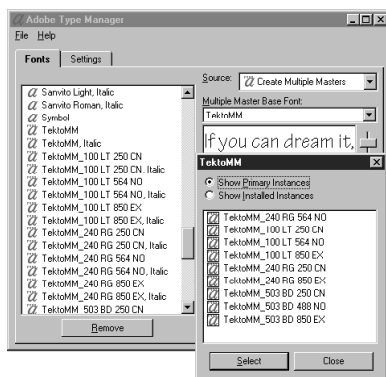 Adobe Type Manager
File Help
Fonts Settings
Sanvito Light, Italic
Sanvito Roman, Italic
Symbol
TektoMM
TektoMM, Italic
TektoMM_100 LT 250 CN
TektoMM_100 LT 250 CN, Italic
TektoMM_100 LT 564 NO
TektoMM_100 LT 564 NO, Italic
TektoMM_100 LT 850 EX
TektoMM_100 LT 850 EX, Italic
TektoMM_240 RG 250 CN
TektoMM_240 RG 250 CN, Italic
TektoMM_240 RG 564 NO
TektoMM_240 RG 564 NO, Italic
TektoMM_240 RG 850 EX
TektoMM_240 RG 850 EX, Italic
TektoMM_503 BD 250 CN
Remove
Source: Create Multiple Masters
Multiple Master Base Font:
TektoMM
If you can dream it,
TektoMM
Show Primary Instances
Show Installed Instances
TektoMM_240 RG 564 NO
TektoMM_100 LT 250 CN
TektoMM_100 LT 564 NO
TektoMM_100 LT 850 EX
TektoMM_240 RG 250 CN
TektoMM_240 RG 850 EX
TektoMM_503 BD 250 CN
TektoMM_503 BD 488 NO
TektoMM_503 BD 850 EX
Select Close